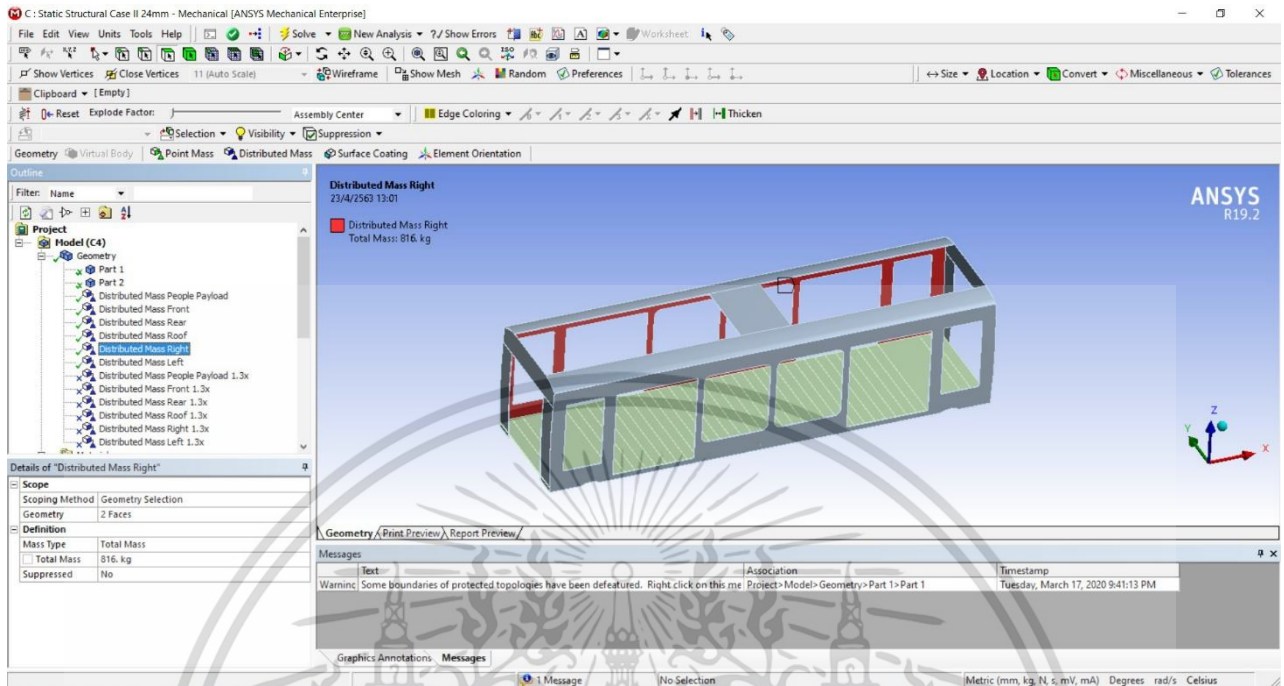 C : Static Structural Case II 24mm - Mechanical [ANSYS Mechanical Enterprise]
File Edit View Units Tools Help Solve New Analysis ?/ Show Errors Worksheet
Show Vertices Close Vertices 11 (Auto Scale) Wireframe Show Mesh Random Preferences Size Location Convert Miscellaneous Tolerances
Clipboard [Empty]
Reset Explode Factor: Assembly Center Edge Coloring Thicken
Selection Visibility Suppression
Geometry Virtual Body Point Mass Distributed Mass Surface Coating Element Orientation
Outline
Filter: Name
Project
Model (C4)
Geometry
Part 1
Part 2
Distributed Mass People Payload
Distributed Mass Front
Distributed Mass Rear
Distributed Mass Roof
Distributed Mass Right
Distributed Mass Left
Distributed Mass People Payload 1.3x
Distributed Mass Front 1.3x
Distributed Mass Rear 1.3x
Distributed Mass Roof 1.3x
Distributed Mass Right 1.3x
Distributed Mass Left 1.3x
Details of "Distributed Mass Right"
Scope
Scoping Method Geometry Selection
Geometry 2 Faces
Definition
Mass Type Total Mass
Total Mass 816. kg
Suppressed No
Distributed Mass Right
23/4/2563 13:01
Distributed Mass Right
Total Mass: 816. kg
ANSYS
R19.2
Z
Y
X
Geometry Print Preview Report Preview
Messages
Text Association Timestamp
Warninc Some boundaries of protected topologies have been defeatured. Right click on this me Project>Model>Geometry>Part 1>Part 1 Tuesday, March 17, 2020 9:41:13 PM
Graphics Annotations Messages
1 Message No Selection Metric (mm, kg, N, s, mV, mA) Degrees rad/s Celsius